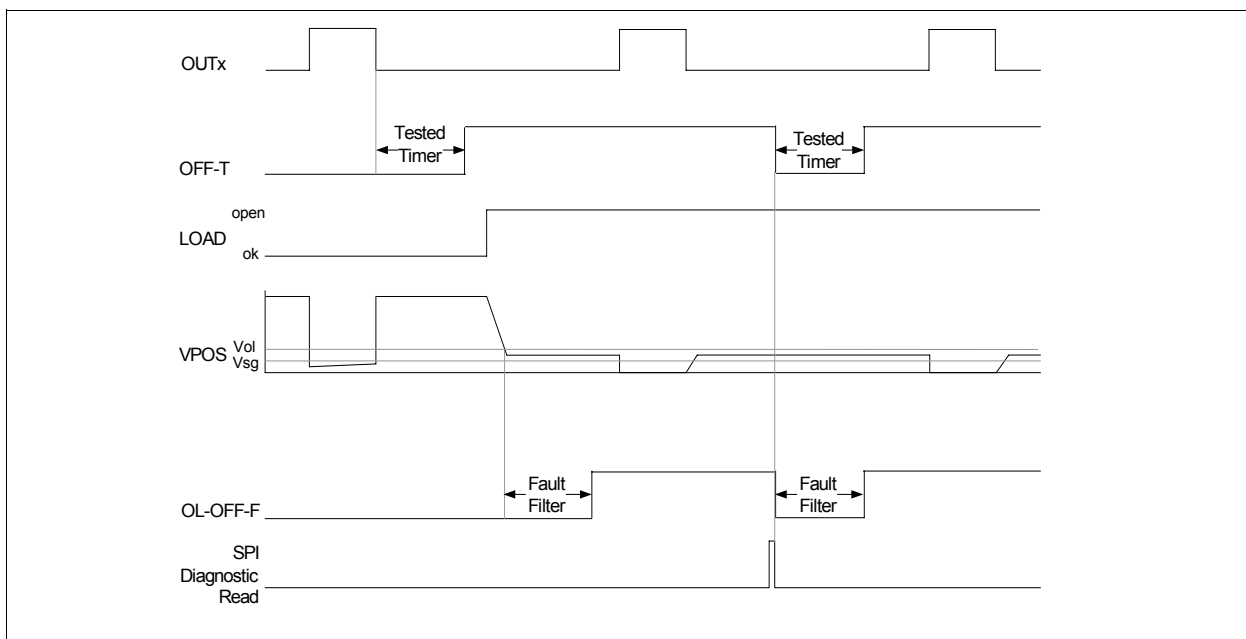 OUTx
Tested
Timer
Tested
Timer
OFF-T
open
LOAD
ok
Vol
VPOS
Vsg
Fault
Filter
Fault
Filter
OL-OFF-F
SPI
Diagnostic
Read